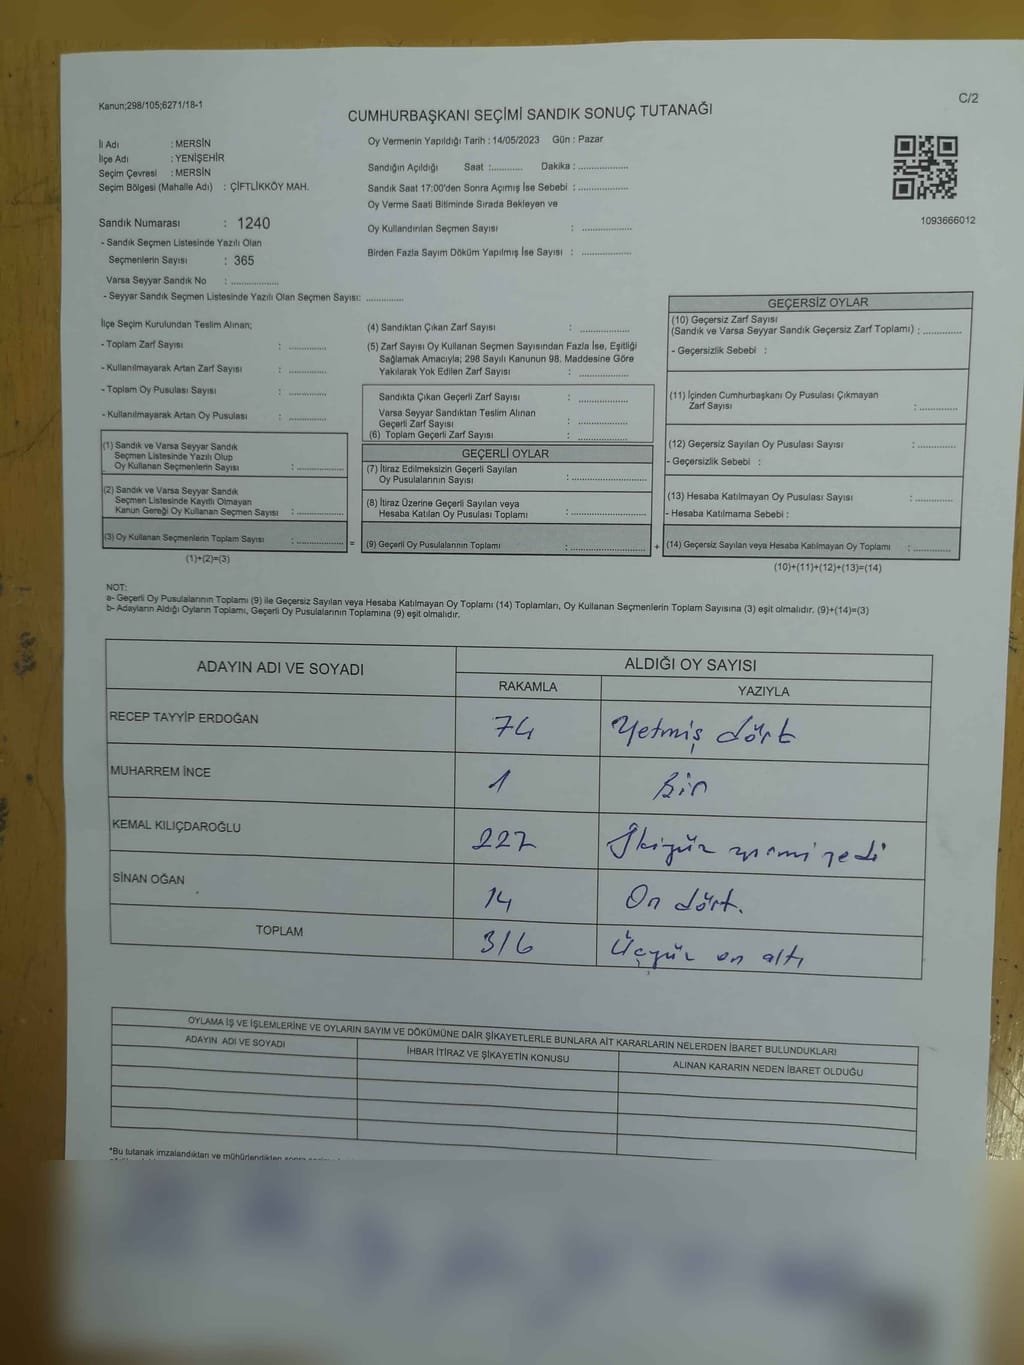 Kanun;298/105;6271/18-1
C/2
CUMHURBAŞKANI SEÇİMİ SANDIK SONUÇ TUTANAĞI
İl Adı : MERSİN
İlçe Adı : YENİŞEHİR
Seçim Çevresi : MERSİN
Seçim Bölgesi (Mahalle Adı) : ÇİFTLİKKÖY MAH.
Sandık Numarası : 1240
- Sandık Seçmen Listesinde Yazılı Olan
Seçmenlerin Sayısı : 365
Varsa Seyyar Sandık No : ..............
- Seyyar Sandık Seçmen Listesinde Yazılı Olan Seçmen Sayısı: ............
Oy Vermenin Yapıldığı Tarih : 14/05/2023 Gün : Pazar
Sandığın Açıldığı Saat :.......... Dakika : ................
Sandık Saat 17:00'den Sonra Açımış İse Sebebi : ................
Oy Verme Saati Bitiminde Sırada Bekleyen ve
Oy Kullandırılan Seçmen Sayısı : ................
Birden Fazla Sayım Döküm Yapılmış İse Sayısı : ................
1093666012
İlçe Seçim Kurulundan Teslim Alınan;
- Toplam Zarf Sayısı : ............
- Kullanılmayarak Artan Zarf Sayısı : ............
- Toplam Oy Pusulası Sayısı : ............
- Kullanılmayarak Artan Oy Pusulası : ............
(1) Sandık ve Varsa Seyyar Sandık
Seçmen Listesinde Yazılı Olup
Oy Kullanan Seçmenlerin Sayısı : ................
(2) Sandık ve Varsa Seyyar Sandık
Seçmen Listesinde Kayıtlı Olmayan
Kanun Gereği Oy Kullanan Seçmen Sayısı : ................
(3) Oy Kullanan Seçmenlerin Toplam Sayısı : ................
(1)+(2)=(3)
(4) Sandıktan Çıkan Zarf Sayısı : ................
(5) Zarf Sayısı Oy Kullanan Seçmen Sayısından Fazla İse, Eşitliği
Sağlamak Amacıyla; 298 Sayılı Kanunun 98. Maddesine Göre
Yakılarak Yok Edilen Zarf Sayısı : ................
Sandıkta Çıkan Geçerli Zarf Sayısı : ................
Varsa Seyyar Sandıktan Teslim Alınan
Geçerli Zarf Sayısı : ................
(6) Toplam Geçerli Zarf Sayısı : ................
GEÇERLİ OYLAR
(7) İtiraz Edilmeksizin Geçerli Sayılan
Oy Pusulalarının Sayısı : ................
(8) İtiraz Üzerine Geçerli Sayılan veya
Hesaba Katılan Oy Pusulası Toplamı : ................
= (9) Geçerli Oy Pusulalarının Toplamı : ................
GEÇERSİZ OYLAR
(10) Geçersiz Zarf Sayısı
(Sandık ve Varsa Seyyar Sandık Geçersiz Zarf Toplamı) : ............
- Geçersizlik Sebebi :
(11) İçinden Cumhurbaşkanı Oy Pusulası Çıkmayan
Zarf Sayısı : ............
(12) Geçersiz Sayılan Oy Pusulası Sayısı : ............
- Geçersizlik Sebebi :
(13) Hesaba Katılmayan Oy Pusulası Sayısı : ............
- Hesaba Katılmama Sebebi :
+ (14) Geçersiz Sayılan veya Hesaba Katılmayan Oy Toplamı : ............
(10)+(11)+(12)+(13)=(14)
NOT:
a- Geçerli Oy Pusulalarının Toplamı (9) ile Geçersiz Sayılan veya Hesaba Katılmayan Oy Toplamı (14) Toplamları, Oy Kullanan Seçmenlerin Toplam Sayısına (3) eşit olmalıdır. (9)+(14)=(3)
b- Adayların Aldığı Oyların Toplamı, Geçerli Oy Pusulalarının Toplamına (9) eşit olmalıdır.
ADAYIN ADI VE SOYADI ALDIĞI OY SAYISI
RAKAMLA YAZIYLA
RECEP TAYYİP ERDOĞAN 74 Yetmiş dört
MUHARREM İNCE 1 Bir
KEMAL KILIÇDAROĞLU 227 İkiyüz yirmi yedi
SİNAN OĞAN 14 On dört.
TOPLAM 316 Üçyüz on altı
OYLAMA İŞ VE İŞLEMLERİNE VE OYLARIN SAYIM VE DÖKÜMÜNE DAİR ŞİKAYETLERLE BUNLARA AİT KARARLARIN NELERDEN İBARET BULUNDUKLARI
ADAYIN ADI VE SOYADI İHBAR İTİRAZ VE ŞİKAYETİN KONUSU ALINAN KARARIN NEDEN İBARET OLDUĞU
*Bu tutanak imzalandıktan ve mühürlendikten sonra